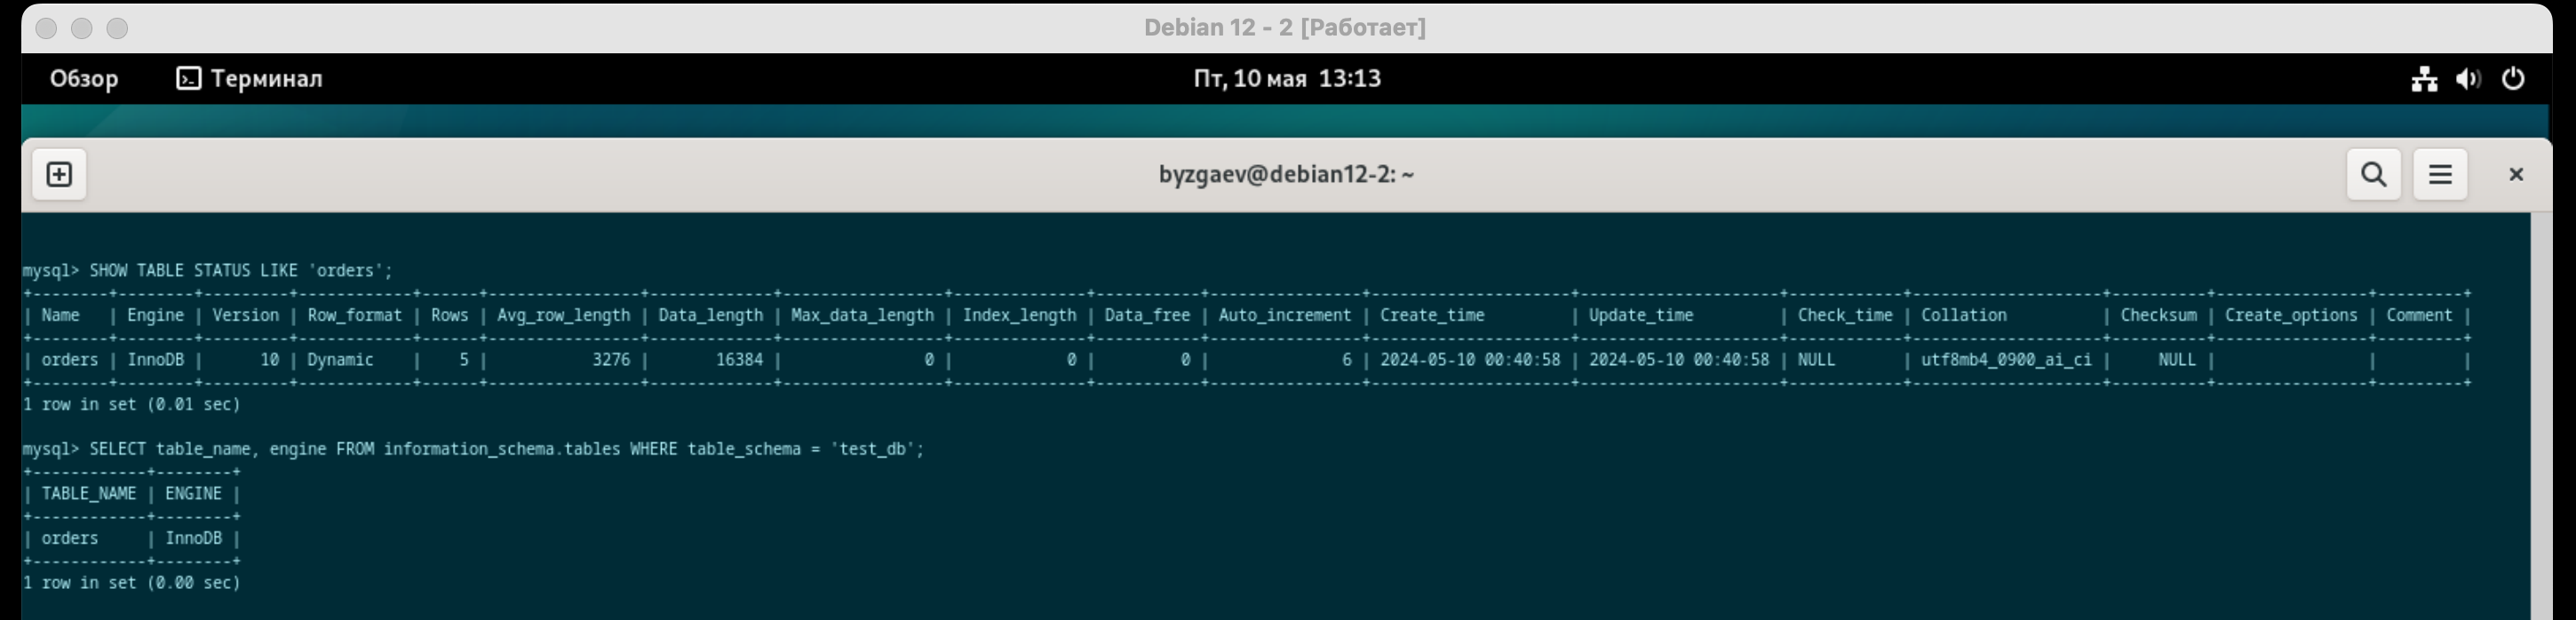 Debian 12 - 2 [Работает]
Обзор Терминал Пт, 10 мая 13:13
byzgaev@debian12-2: ~
mysql> SHOW TABLE STATUS LIKE 'orders';
+--------+--------+---------+------------+------+----------------+-------------+-----------------+--------------+-----------+----------------+---------------------+---------------------+------------+--------------------+----------+----------------+---------+
| Name   | Engine | Version | Row_format | Rows | Avg_row_length | Data_length | Max_data_length | Index_length | Data_free | Auto_increment | Create_time         | Update_time         | Check_time | Collation          | Checksum | Create_options | Comment |
+--------+--------+---------+------------+------+----------------+-------------+-----------------+--------------+-----------+----------------+---------------------+---------------------+------------+--------------------+----------+----------------+---------+
| orders | InnoDB |      10 | Dynamic    |    5 |           3276 |       16384 |               0 |            0 |         0 |              6 | 2024-05-10 00:40:58 | 2024-05-10 00:40:58 | NULL       | utf8mb4_0900_ai_ci |     NULL |                |         |
+--------+--------+---------+------------+------+----------------+-------------+-----------------+--------------+-----------+----------------+---------------------+---------------------+------------+--------------------+----------+----------------+---------+
1 row in set (0.01 sec)
mysql> SELECT table_name, engine FROM information_schema.tables WHERE table_schema = 'test_db';
+------------+--------+
| TABLE_NAME | ENGINE |
+------------+--------+
| orders     | InnoDB |
+------------+--------+
1 row in set (0.00 sec)